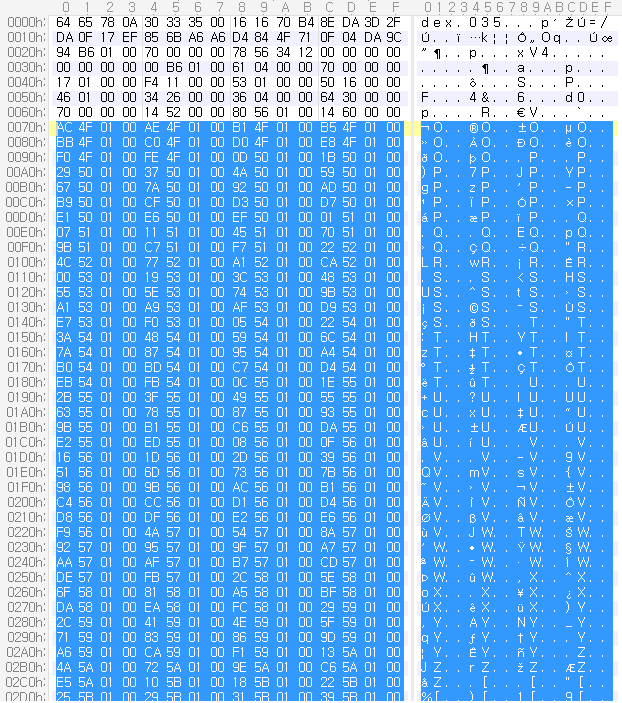 0 1 2 3 4 5 6 7 8 9 A B C D E F 0123456789ABCDEF
0000h: 64 65 78 0A 30 33 35 00 16 16 70 B4 8E DA 3D 2F dex.035...p´ŽÚ=/
0010h: DA 0F 17 EF 85 6B A6 A6 D4 84 4F 71 0F 04 DA 9C Ú..ï…k¦¦Ô„Oq..Úœ
0020h: 94 B6 01 00 70 00 00 00 78 56 34 12 00 00 00 00 ”¶..p...xV4.....
0030h: 00 00 00 00 B6 01 00 61 04 00 00 70 00 00 00 ....¶..a...p...
0040h: 17 01 00 00 F4 11 00 00 53 01 00 00 50 16 00 00 ....ô...S...P...
0050h: 46 01 00 00 34 26 00 00 36 04 00 00 64 30 00 00 F...4&..6...d0..
0060h: 70 00 00 00 14 52 00 00 80 56 01 00 14 60 00 00 p....R..€V...`..
0070h: AC 4F 01 00 AE 4F 01 00 B1 4F 01 00 B5 4F 01 00 ¬O..®O..±O..µO..
0080h: BB 4F 01 00 C0 4F 01 00 D0 4F 01 00 E8 4F 01 00 »O..ÀO..ÐO..èO..
0090h: F0 4F 01 00 FE 4F 01 00 0D 50 01 00 1B 50 01 00 ðO..þO...P...P..
00A0h: 29 50 01 00 37 50 01 00 4A 50 01 00 59 50 01 00 )P..7P..JP..YP..
00B0h: 67 50 01 00 7A 50 01 00 92 50 01 00 AD 50 01 00 gP..zP..’P..-P..
00C0h: B9 50 01 00 CF 50 01 00 D3 50 01 00 D7 50 01 00 ¹P..ÏP..ÓP..×P..
00D0h: E1 50 01 00 E6 50 01 00 EF 50 01 00 01 51 01 00 áP..æP..ïP...Q..
00E0h: 07 51 01 00 11 51 01 00 45 51 01 00 70 51 01 00 .Q...Q..EQ..pQ..
00F0h: 9B 51 01 00 C7 51 01 00 F7 51 01 00 22 52 01 00 ›Q..ÇQ..÷Q.."R..
0100h: 4C 52 01 00 77 52 01 00 A1 52 01 00 CA 52 01 00 LR..wR..¡R..ÊR..
0110h: 00 53 01 00 19 53 01 00 3C 53 01 00 48 53 01 00 .S...S..<S..HS..
0120h: 55 53 01 00 5E 53 01 00 74 53 01 00 9B 53 01 00 US..^S..tS..›S..
0130h: A1 53 01 00 A9 53 01 00 AF 53 01 00 D9 53 01 00 ¡S..©S..¯S..ÙS..
0140h: E7 53 01 00 F0 53 01 00 05 54 01 00 22 54 01 00 çS..ðS...T.."T..
0150h: 3A 54 01 00 48 54 01 00 59 54 01 00 6C 54 01 00 :T..HT..YT..lT..
0160h: 7A 54 01 00 87 54 01 00 95 54 01 00 A4 54 01 00 zT..‡T..•T..¤T..
0170h: B0 54 01 00 BD 54 01 00 C7 54 01 00 D4 54 01 00 °T..½T..ÇT..ÔT..
0180h: EB 54 01 00 FB 54 01 00 0C 55 01 00 1E 55 01 00 ëT..ûT...U...U..
0190h: 2B 55 01 00 3F 55 01 00 49 55 01 00 55 55 01 00 +U..?U..IU..UU..
01A0h: 63 55 01 00 78 55 01 00 87 55 01 00 93 55 01 00 cU..xU..‡U..“U..
01B0h: 9B 55 01 00 B1 55 01 00 C6 55 01 00 DA 55 01 00 ›U..±U..ÆU..ÚU..
01C0h: E2 55 01 00 ED 55 01 00 08 56 01 00 0F 56 01 00 âU..íU...V...V..
01D0h: 16 56 01 00 1D 56 01 00 2D 56 01 00 39 56 01 00 .V...V..-V..9V..
01E0h: 51 56 01 00 6D 56 01 00 73 56 01 00 7B 56 01 00 QV..mV..sV..{V..
01F0h: 98 56 01 00 9B 56 01 00 AC 56 01 00 B1 56 01 00 ˜V..›V..¬V..±V..
0200h: C4 56 01 00 CC 56 01 00 D1 56 01 00 D4 56 01 00 ÄV..ÌV..ÑV..ÔV..
0210h: D8 56 01 00 DF 56 01 00 E2 56 01 00 E6 56 01 00 ØV..ßV..âV..æV..
0220h: F9 56 01 00 4A 57 01 00 54 57 01 00 8A 57 01 00 ùV..JW..TW..ŠW..
0230h: 92 57 01 00 95 57 01 00 9F 57 01 00 A7 57 01 00 ’W..•W..ŸW..§W..
0240h: AA 57 01 00 AF 57 01 00 B7 57 01 00 CD 57 01 00 ªW..¯W..·W..ÍW..
0250h: DE 57 01 00 FB 57 01 00 2C 58 01 00 5E 58 01 00 ÞW..ûW..,X..^X..
0260h: 6F 58 01 00 81 58 01 00 A5 58 01 00 BF 58 01 00 oX...X..¥X..¿X..
0270h: DA 58 01 00 EA 58 01 00 FC 58 01 00 29 59 01 00 ÚX..êX..üX..)Y..
0280h: 2C 59 01 00 41 59 01 00 4E 59 01 00 5F 59 01 00 ,Y..AY..NY.._Y..
0290h: 71 59 01 00 83 59 01 00 86 59 01 00 9D 59 01 00 qY..ƒY..†Y...Y..
02A0h: A6 59 01 00 CA 59 01 00 F1 59 01 00 13 5A 01 00 ¦Y..ÊY..ñY...Z..
02B0h: 4A 5A 01 00 72 5A 01 00 9E 5A 01 00 C6 5A 01 00 JZ..rZ..žZ..ÆZ..
02C0h: E5 5A 01 00 10 5B 01 00 18 5B 01 00 22 5B 01 00 åZ...[...[.."[..
02D0h: 25 5B 01 00 29 5B 01 00 31 5B 01 00 39 5B 01 00 %[..)[..1[..9[..